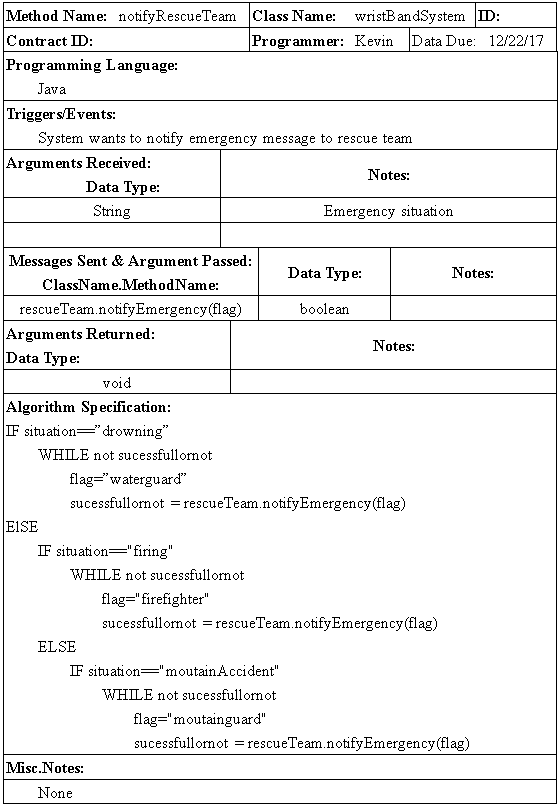 Method Name: notifyRescueTeam Class Name: wristBandSystem ID:
Contract ID: Programmer: Kevin Data Due: 12/22/17
Programming Language:
Java
Triggers/Events:
System wants to notify emergency message to rescue team
Arguments Received:
Data Type:
Notes:
String Emergency situation
Messages Sent & Argument Passed:
ClassName.MethodName:
Data Type:
Notes:
rescueTeam.notifyEmergency(flag) boolean
Arguments Returned:
Data Type:
Notes:
void
Algorithm Specification:
IF situation=="drowning"
WHILE not sucessfullornot
flag="waterguard"
sucessfullornot = rescueTeam.notifyEmergency(flag)
ElSE
IF situation=="firing"
WHILE not sucessfullornot
flag="firefighter"
sucessfullornot = rescueTeam.notifyEmergency(flag)
ELSE
IF situation=="moutainAccident"
WHILE not sucessfullornot
flag="moutainguard"
sucessfullornot = rescueTeam.notifyEmergency(flag)
Misc.Notes:
None